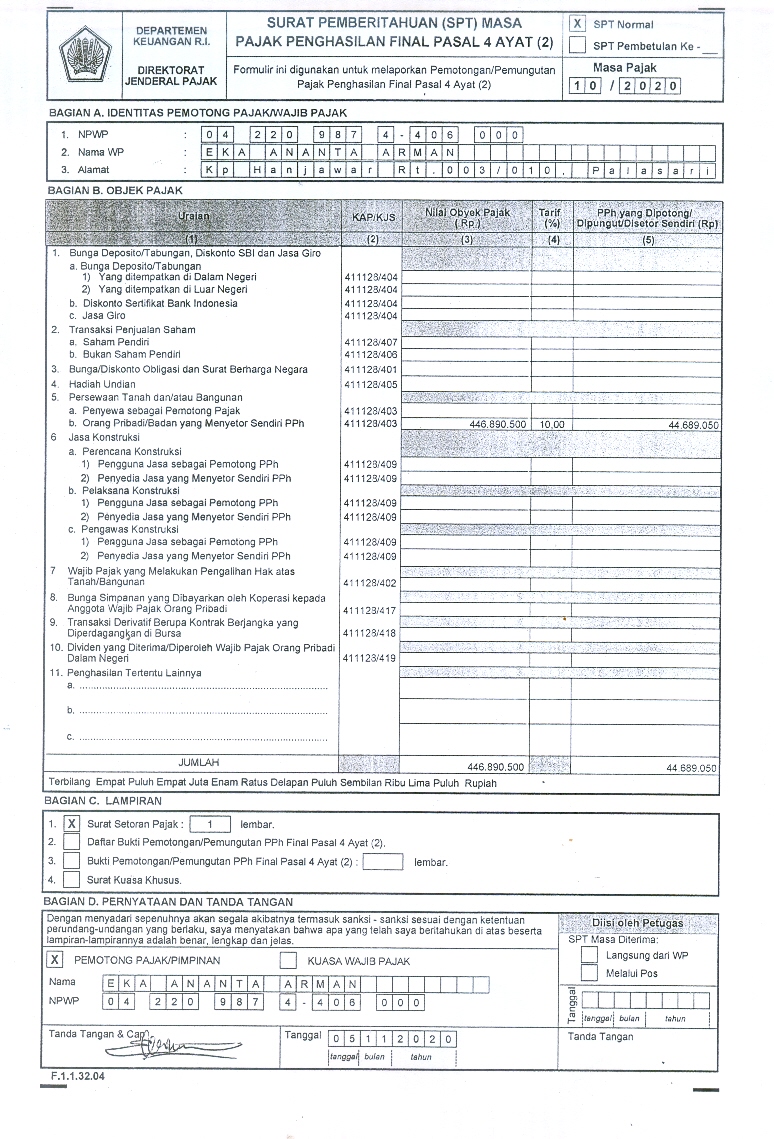 DEPARTEMEN
KEUANGAN R.I.
DIREKTORAT
JENDERAL PAJAK
SURAT PEMBERITAHUAN (SPT) MASA
PAJAK PENGHASILAN FINAL PASAL 4 AYAT (2)
Formulir ini digunakan untuk melaporkan Pemotongan/Pemungutan
Pajak Penghasilan Final Pasal 4 Ayat (2)
X SPT Normal
SPT Pembetulan Ke - __
Masa Pajak
10 / 2020
BAGIAN A. IDENTITAS PEMOTONG PAJAK/WAJIB PAJAK
1. NPWP : 04 220 987 4 - 406 000
2. Nama WP : EKA ANANTA ARMAN
3. Alamat : Kp Hanjawar Rt.003/010, Palasari
BAGIAN B. OBJEK PAJAK
Uraian KAP/KJS Nilai Obyek Pajak ( Rp ) Tarif (%) PPh yang Dipotong/ Dipungut/Disetor Sendiri (Rp)
(1) (2) (3) (4) (5)
1. Bunga Deposito/Tabungan, Diskonto SBI dan Jasa Giro
a. Bunga Deposito/Tabungan
1) Yang ditempatkan di Dalam Negeri 411128/404
2) Yang ditempatkan di Luar Negeri 411128/404
b. Diskonto Sertifikat Bank Indonesia 411128/404
c. Jasa Giro 411128/404
2. Transaksi Penjualan Saham
a. Saham Pendiri 411128/407
b. Bukan Saham Pendiri 411128/406
3. Bunga/Diskonto Obligasi dan Surat Berharga Negara 411128/401
4. Hadiah Undian 411128/405
5. Persewaan Tanah dan/atau Bangunan
a. Penyewa sebagai Pemotong Pajak 411128/403
b. Orang Pribadi/Badan yang Menyetor Sendiri PPh 411128/403 446.890.500 10,00 44.689.050
6 Jasa Konstruksi
a. Perencana Konstruksi
1) Pengguna Jasa sebagai Pemotong PPh 411128/409
2) Penyedia Jasa yang Menyetor Sendiri PPh 411128/409
b. Pelaksana Konstruksi
1) Pengguna Jasa sebagai Pemotong PPh 411128/409
2) Penyedia Jasa yang Menyetor Sendiri PPh 411128/409
c. Pengawas Konstruksi
1) Pengguna Jasa sebagai Pemotong PPh 411128/409
2) Penyedia Jasa yang Menyetor Sendiri PPh 411128/409
7 Wajib Pajak yang Melakukan Pengalihan Hak atas
Tanah/Bangunan 411128/402
8. Bunga Simpanan yang Dibayarkan oleh Koperasi kepada
Anggota Wajib Pajak Orang Pribadi 411128/417
9. Transaksi Derivatif Berupa Kontrak Berjangka yang
Diperdagangkan di Bursa 411128/418
10. Dividen yang Diterima/Diperoleh Wajib Pajak Orang Pribadi
Dalam Negeri 411128/419
11. Penghasilan Tertentu Lainnya
a. ....................
b. ....................
c. ....................
JUMLAH 446.890.500 44.689.050
Terbilang Empat Puluh Empat Juta Enam Ratus Delapan Puluh Sembilan Ribu Lima Puluh Rupiah
BAGIAN C. LAMPIRAN
1. X Surat Setoran Pajak : 1 lembar.
2. Daftar Bukti Pemotongan/Pemungutan PPh Final Pasal 4 Ayat (2).
3. Bukti Pemotongan/Pemungutan PPh Final Pasal 4 Ayat (2) : lembar.
4. Surat Kuasa Khusus.
BAGIAN D. PERNYATAAN DAN TANDA TANGAN
Dengan menyadari sepenuhnya akan segala akibatnya termasuk sanksi - sanksi sesuai dengan ketentuan
perundang-undangan yang berlaku, saya menyatakan bahwa apa yang telah saya beritahukan di atas beserta
lampiran-lampirannya adalah benar, lengkap dan jelas.
X PEMOTONG PAJAK/PIMPINAN KUASA WAJIB PAJAK
Nama EKA ANANTA ARMAN
NPWP 04 220 987 4 - 406 000
Tanda Tangan & Cap
Tanggal 05112020
tanggal bulan tahun
Diisi oleh Petugas
SPT Masa Diterima:
Langsung dari WP
Melalui Pos
Tanggal
tanggal bulan tahun
Tanda Tangan
F.1.1.32.04